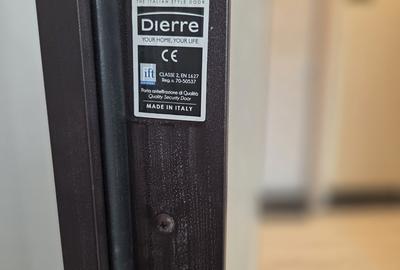 THE ITALIAN STYLE DOOR
Dierre
YOUR HOME, YOUR LIFE.
CE
ift
CLASSE 2, EN 1627
Reg. n. 70-50537
Porta antieffrazione di Qualità
Quality Security Door
MADE IN ITALY